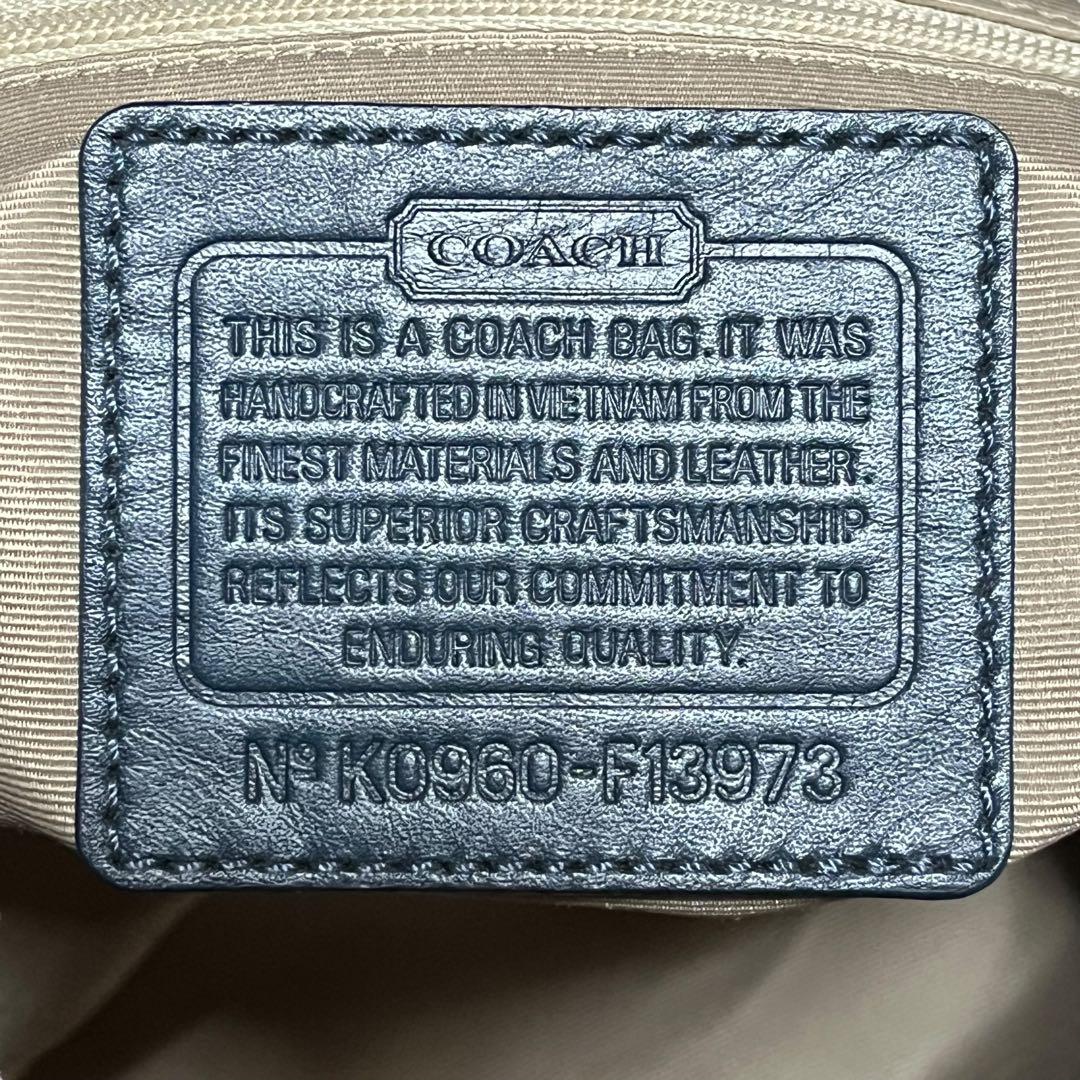 COACH
THIS IS A COACH BAG. IT WAS
HANDCRAFTED IN VIETNAM FROM THE
FINEST MATERIALS AND LEATHER.
ITS SUPERIOR CRAFTSMANSHIP
REFLECTS OUR COMMITMENT TO
ENDURING QUALITY.
Nº K0960-F13973